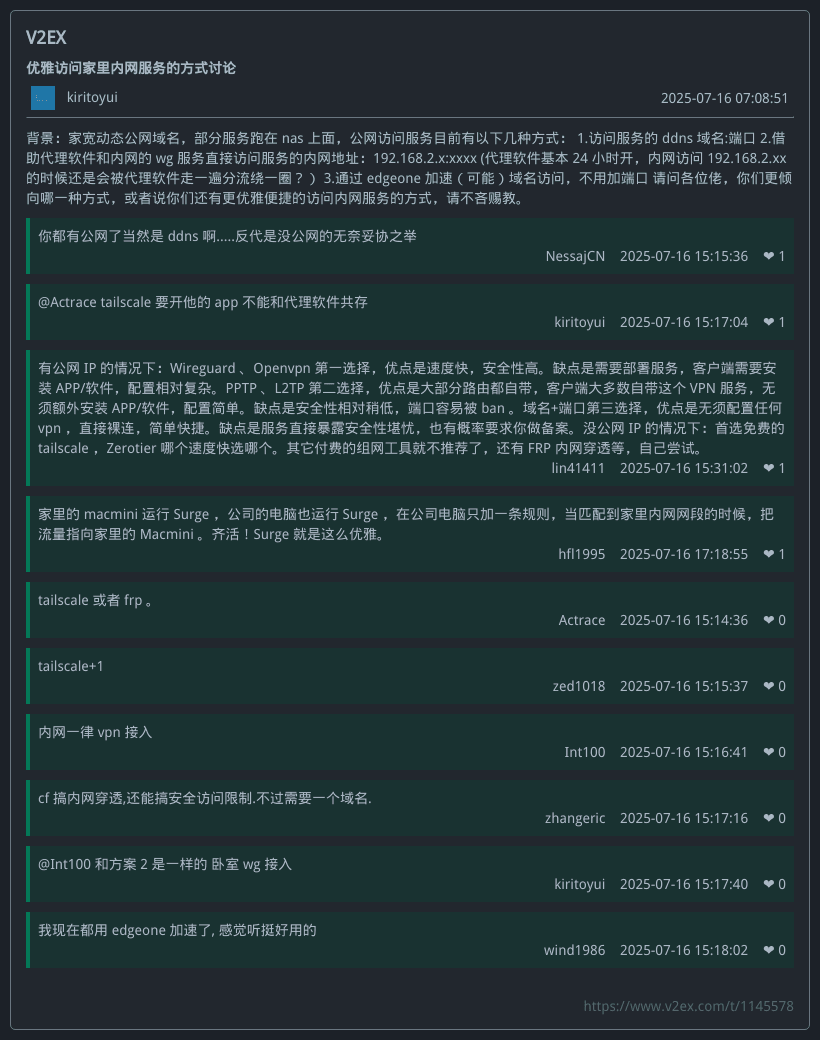 V2EX
优雅访问家里内网服务的方式讨论
kiritoyui 2025-07-16 07:08:51
背景：家宽动态公网域名，部分服务跑在 nas 上面，公网访问服务目前有以下几种方式： 1.访问服务的 ddns 域名:端口 2.借
助代理软件和内网的 wg 服务直接访问服务的内网地址：192.168.2.x:xxxx (代理软件基本 24 小时开，内网访问 192.168.2.xx
的时候还是会被代理软件走一遍分流绕一圈？） 3.通过 edgeone 加速（可能）域名访问，不用加端口 请问各位佬，你们更倾
向哪一种方式，或者说你们还有更优雅便捷的访问内网服务的方式，请不吝赐教。
你都有公网了当然是 ddns 啊.....反代是没公网的无奈妥协之举
NessajCN 2025-07-16 15:15:36 ❤ 1
@Actrace tailscale 要开他的 app 不能和代理软件共存
kiritoyui 2025-07-16 15:17:04 ❤ 1
有公网 IP 的情况下：Wireguard 、Openvpn 第一选择，优点是速度快，安全性高。缺点是需要部署服务，客户端需要安
装 APP/软件，配置相对复杂。PPTP 、L2TP 第二选择，优点是大部分路由都自带，客户端大多数自带这个 VPN 服务，无
须额外安装 APP/软件，配置简单。缺点是安全性相对稍低，端口容易被 ban 。域名+端口第三选择，优点是无须配置任何
vpn ，直接裸连，简单快捷。缺点是服务直接暴露安全性堪忧，也有概率要求你做备案。没公网 IP 的情况下：首选免费的
tailscale ，Zerotier 哪个速度快选哪个。其它付费的组网工具就不推荐了，还有 FRP 内网穿透等，自己尝试。
lin41411 2025-07-16 15:31:02 ❤ 1
家里的 macmini 运行 Surge ，公司的电脑也运行 Surge ，在公司电脑只加一条规则，当匹配到家里内网网段的时候，把
流量指向家里的 Macmini 。齐活！Surge 就是这么优雅。
hfl1995 2025-07-16 17:18:55 ❤ 1
tailscale 或者 frp 。
Actrace 2025-07-16 15:14:36 ❤ 0
tailscale+1
zed1018 2025-07-16 15:15:37 ❤ 0
内网一律 vpn 接入
Int100 2025-07-16 15:16:41 ❤ 0
cf 搞内网穿透,还能搞安全访问限制.不过需要一个域名.
zhangeric 2025-07-16 15:17:16 ❤ 0
@Int100 和方案 2 是一样的 卧室 wg 接入
kiritoyui 2025-07-16 15:17:40 ❤ 0
我现在都用 edgeone 加速了, 感觉听挺好用的
wind1986 2025-07-16 15:18:02 ❤ 0
https://www.v2ex.com/t/1145578